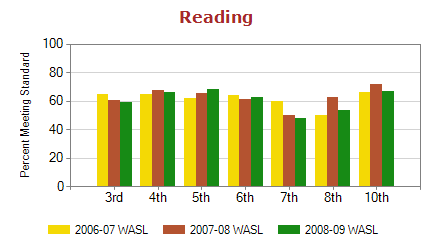 Reading
Percent Meeting Standard
100
80
60
40
20
0
3rd 4th 5th 6th 7th 8th 10th
2006-07 WASL 2007-08 WASL 2008-09 WASL